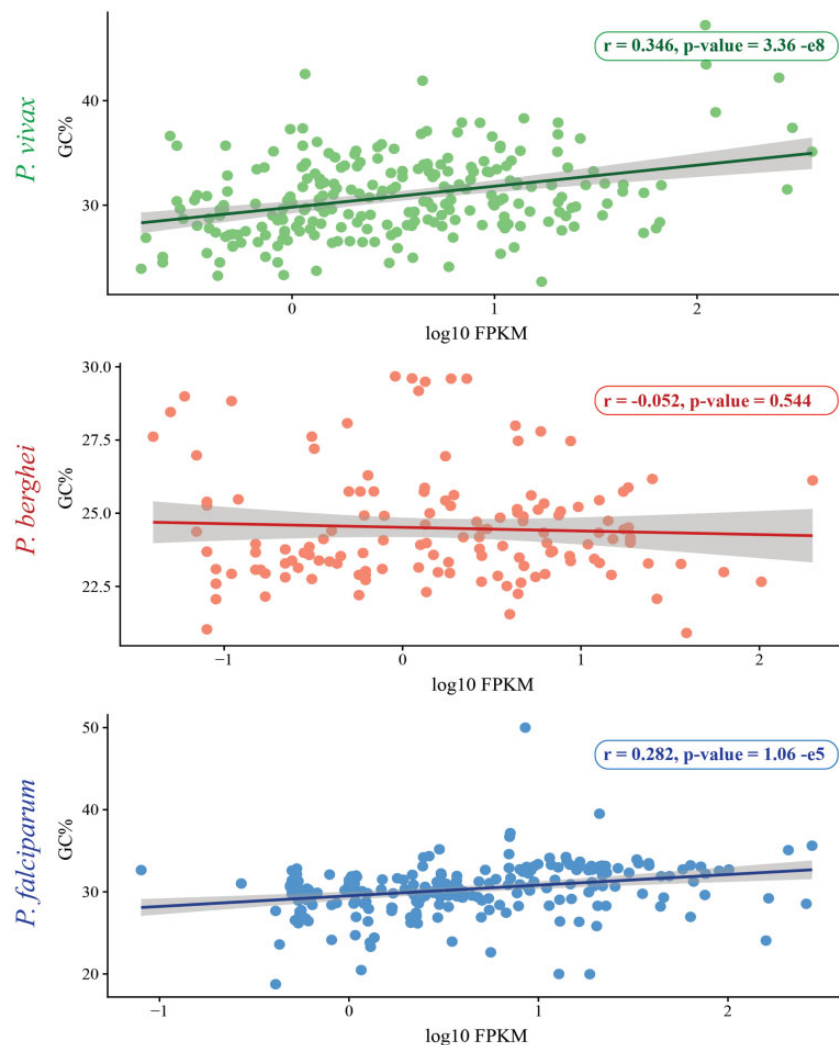 P. vivax
GC%
40
30
r = 0.346, p-value = 3.36 -e8
0 1 2
log10 FPKM
P. berghei
GC%
30.0
27.5
25.0
22.5
r = -0.052, p-value = 0.544
−1 0 1 2
log10 FPKM
P. falciparum
GC%
50
40
30
20
r = 0.282, p-value = 1.06 -e5
−1 0 1 2
log10 FPKM